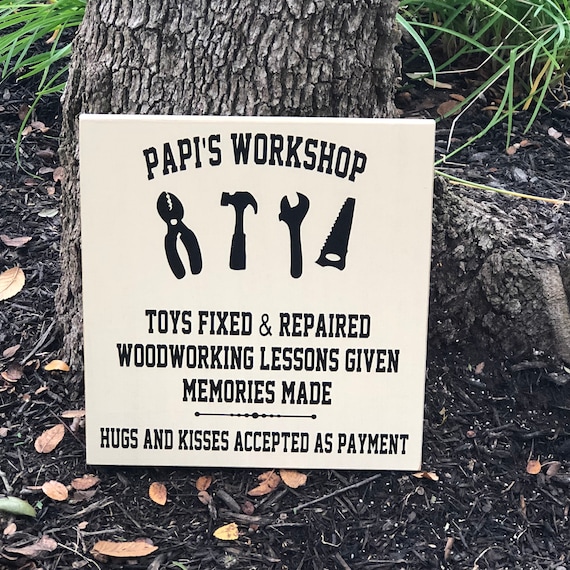 PAPI'S WORKSHOP
TOYS FIXED & REPAIRED
WOODWORKING LESSONS GIVEN
MEMORIES MADE
HUGS AND KISSES ACCEPTED AS PAYMENT